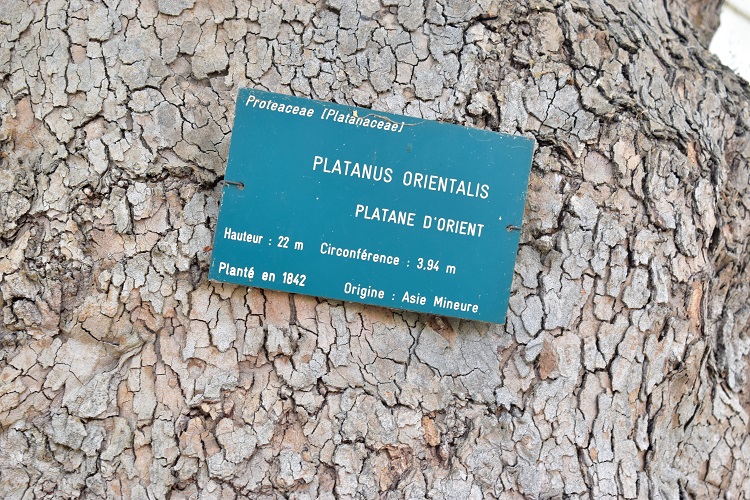 Proteaceae [Platanaceae]
PLATANUS ORIENTALIS
PLATANE D'ORIENT
Hauteur : 22 m Circonférence : 3,94 m
Planté en 1842 Origine : Asie Mineure